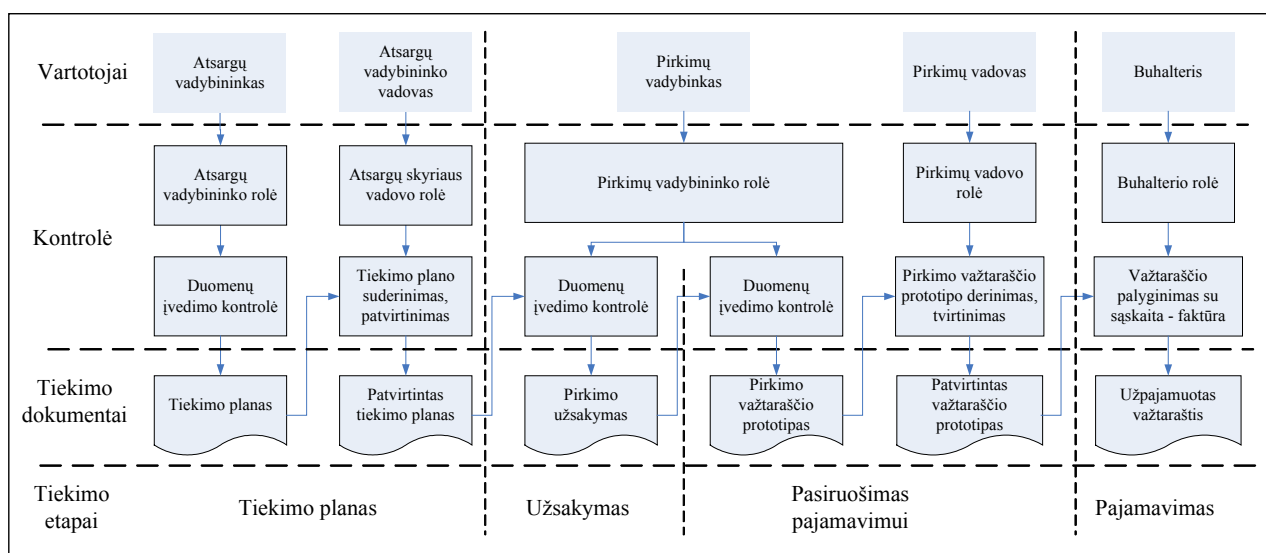 Vartotojai
Atsargų
vadybininkas
Atsargų
vadybininko
vadovas
Pirkimų
vadybinkas
Pirkimų vadovas
Buhalteris
Kontrolė
Atsargų
vadybininko rolė
Atsargų skyriaus
vadovo rolė
Pirkimų vadybininko rolė
Pirkimų vadovo
rolė
Buhalterio rolė
Duomenų
įvedimo kontrolė
Tiekimo plano
suderinimas,
patvirtinimas
Duomenų
įvedimo kontrolė
Duomenų
įvedimo kontrolė
Pirkimo važtaraščio
prototipo derinimas,
tvirtinimas
Važtaraščio
palyginimas su
sąskaita - faktūra
Tiekimo
dokumentai
Tiekimo planas
Patvirtintas
tiekimo planas
Pirkimo
užsakymas
Pirkimo
važtaraščio
prototipas
Patvirtintas
važtaraščio
prototipas
Užpajamuotas
važtaraštis
Tiekimo
etapai
Tiekimo planas
Užsakymas
Pasiruošimas
pajamavimui
Pajamavimas